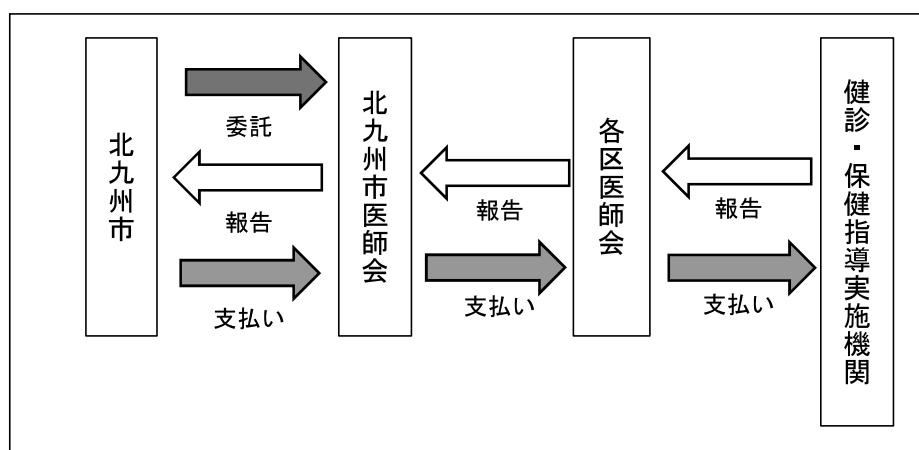 北九州市
委託
報告
支払い
北九州市医師会
報告
支払い
各区医師会
報告
支払い
健診・保健指導実施機関